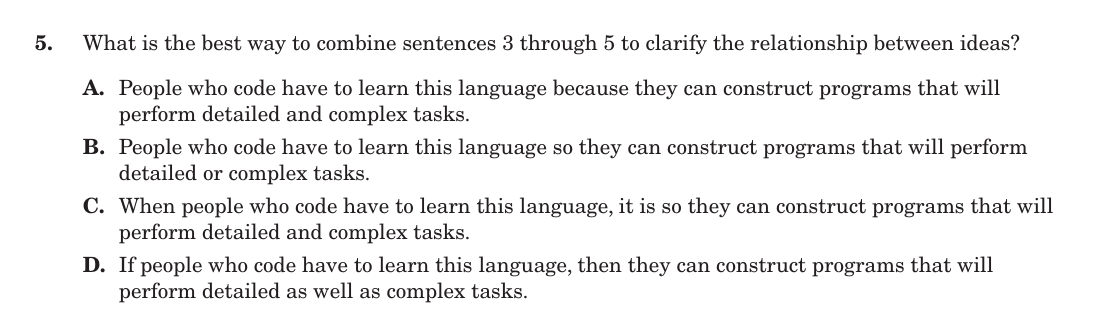 5. What is the best way to combine sentences 3 through 5 to clarify the relationship between ideas?
A. People who code have to learn this language because they can construct programs that will
perform detailed and complex tasks.
B. People who code have to learn this language so they can construct programs that will perform
detailed or complex tasks.
C. When people who code have to learn this language, it is so they can construct programs that will
perform detailed and complex tasks.
D. If people who code have to learn this language, then they can construct programs that will
perform detailed as well as complex tasks.